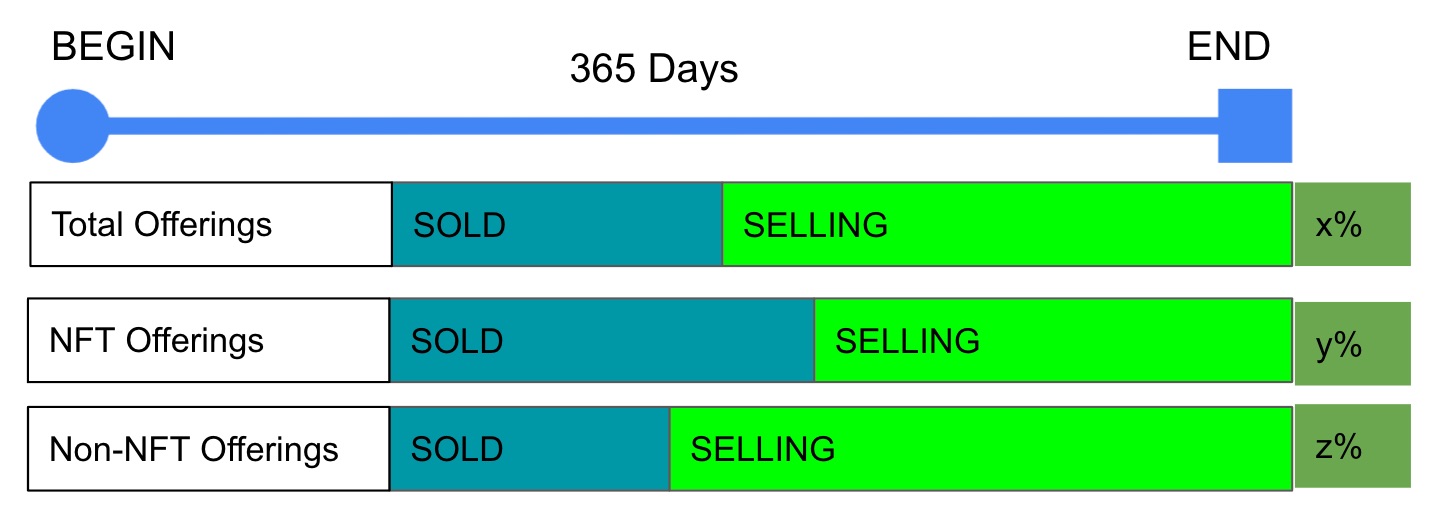 BEGIN
365 Days
END
Total Offerings SOLD SELLING x%
NFT Offerings SOLD SELLING y%
Non-NFT Offerings SOLD SELLING z%